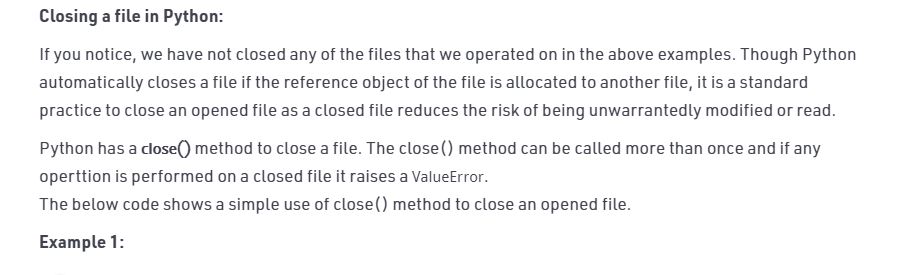 Closing a file in Python:
If you notice, we have not closed any of the files that we operated on in the above examples. Though Python
automatically closes a file if the reference object of the file is allocated to another file, it is a standard
practice to close an opened file as a closed file reduces the risk of being unwarrantedly modified or read.
Python has a close() method to close a file. The close() method can be called more than once and if any
operttion is performed on a closed file it raises a ValueError.
The below code shows a simple use of close() method to close an opened file.
Example 1: